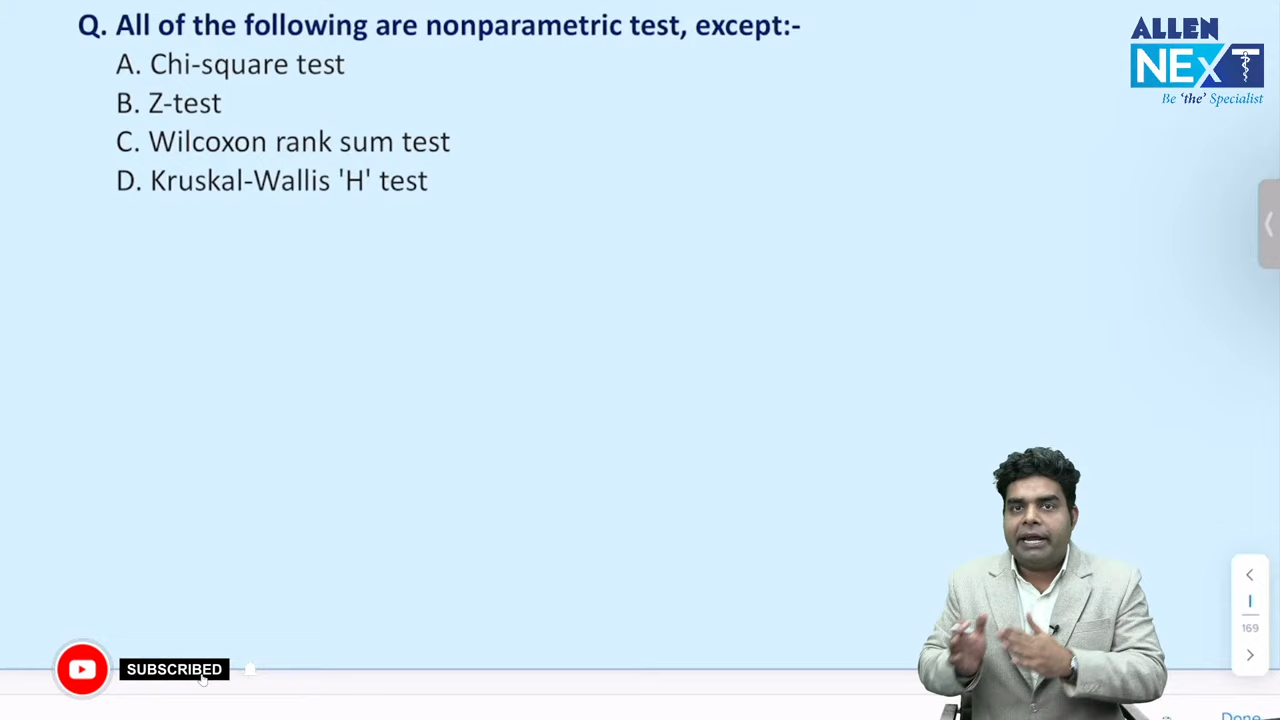 Q. All of the following are nonparametric test, except:-
A. Chi-square test
B. Z-test
C. Wilcoxon rank sum test
D. Kruskal-Wallis 'H' test
ALLEN
NExT
Be 'the' Specialist
I
169
SUBSCRIBED
Done